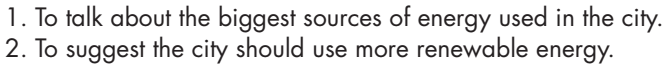 1. To talk about the biggest sources of energy used in the city.
2. To suggest the city should use more renewable energy.